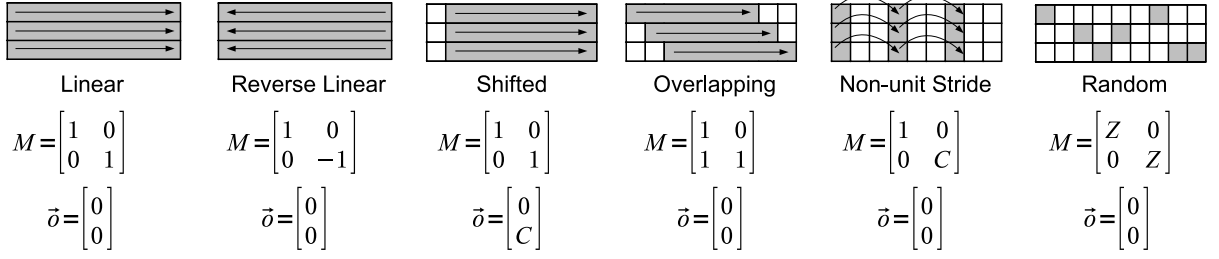 Linear Reverse Linear Shifted Overlapping Non-unit Stride Random
M = [1 0; 0 1] M = [1 0; 0 −1] M = [1 0; 0 1] M = [1 0; 1 1] M = [1 0; 0 C] M = [Z 0; 0 Z]
o⃗ = [0; 0] o⃗ = [0; 0] o⃗ = [0; C] o⃗ = [0; 0] o⃗ = [0; 0] o⃗ = [0; 0]